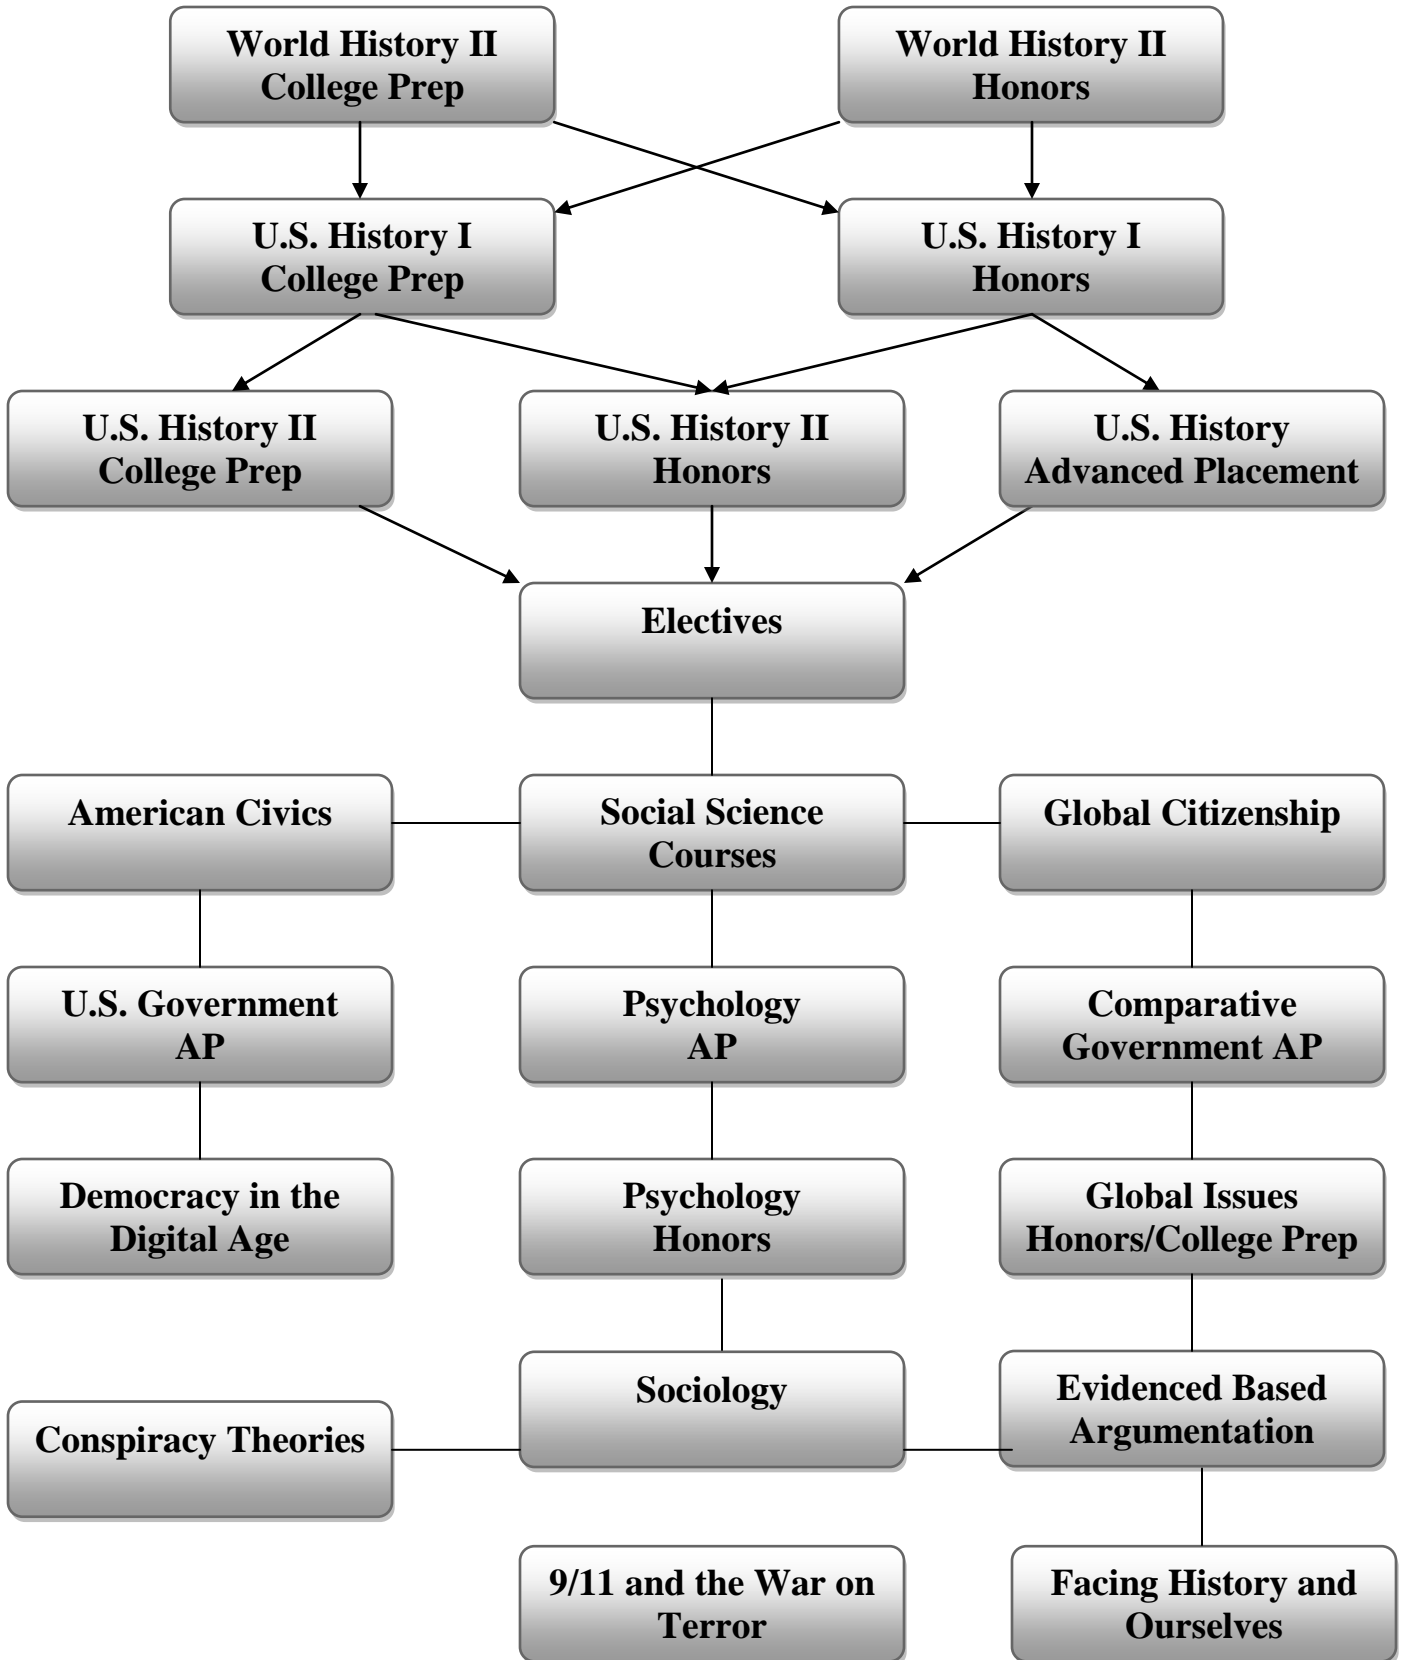 World History II
College Prep
World History II
Honors
U.S. History I
College Prep
U.S. History I
Honors
U.S. History II
College Prep
U.S. History II
Honors
U.S. History
Advanced Placement
Electives
American Civics
Social Science
Courses
Global Citizenship
U.S. Government
AP
Psychology
AP
Comparative
Government AP
Democracy in the
Digital Age
Psychology
Honors
Global Issues
Honors/College Prep
Conspiracy Theories
Sociology
Evidenced Based
Argumentation
9/11 and the War on
Terror
Facing History and
Ourselves